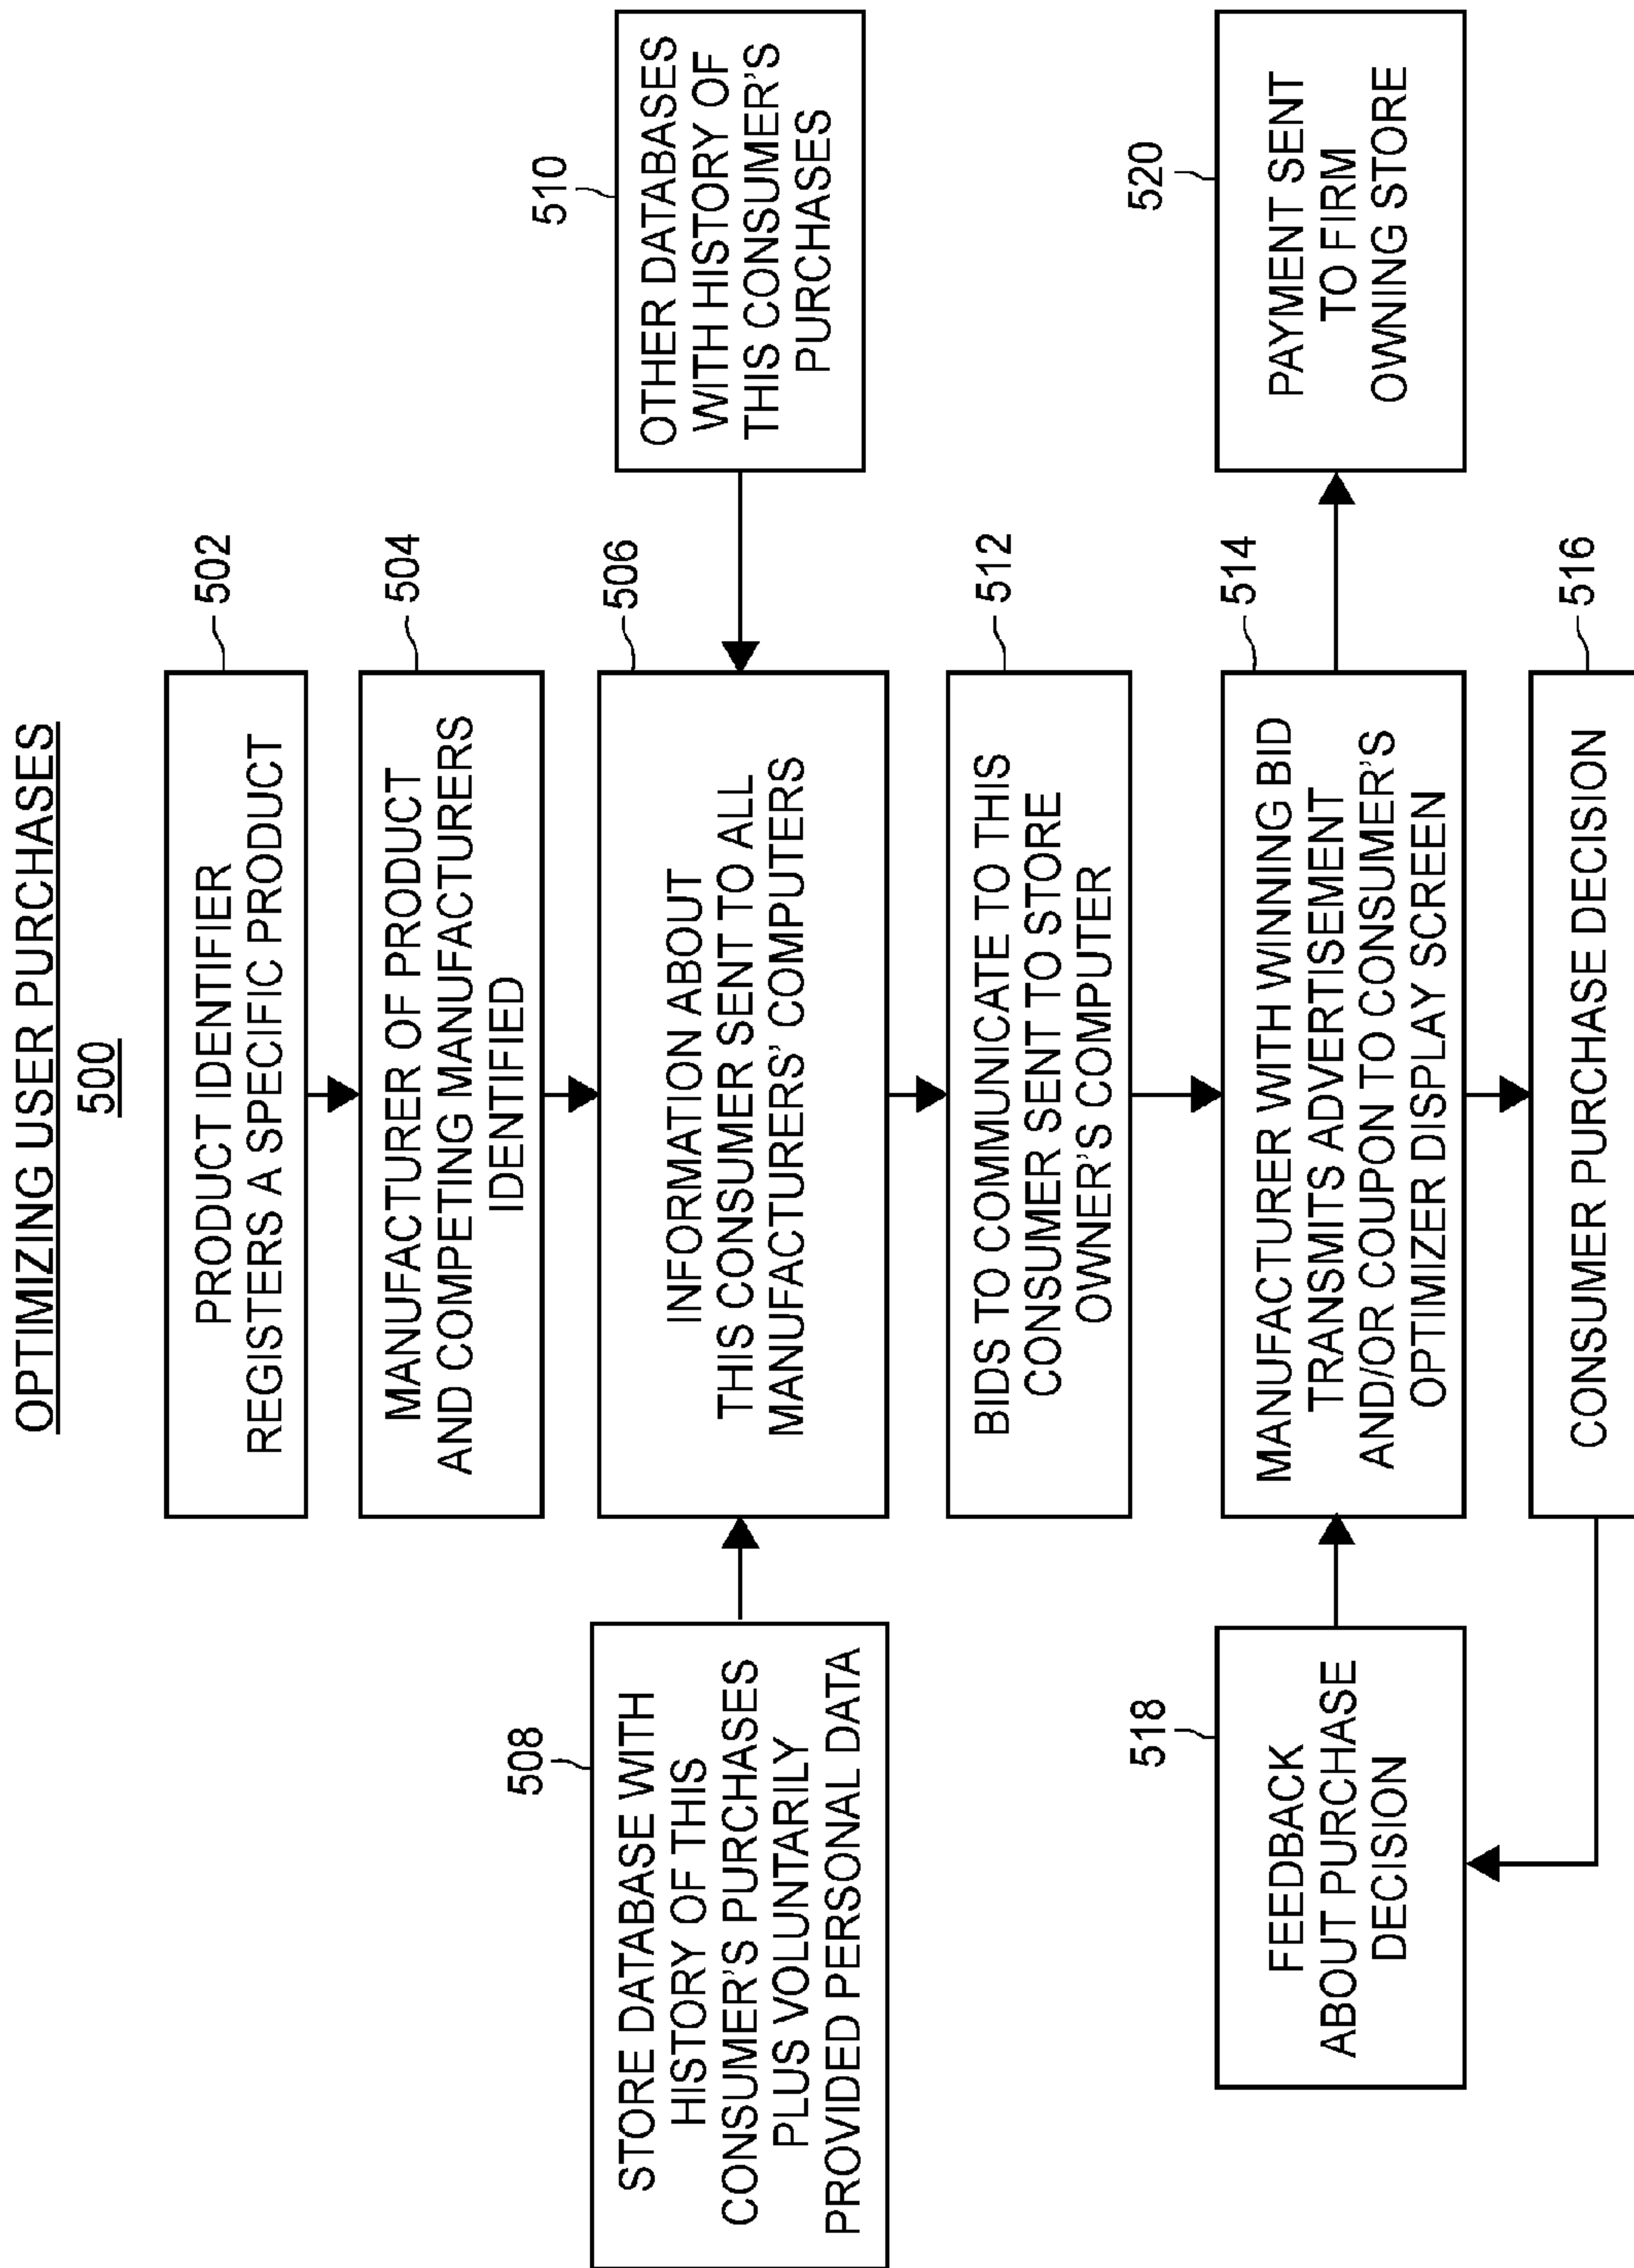 OPTIMIZING USER PURCHASES
500
502
PRODUCT IDENTIFIER
REGISTERS A SPECIFIC PRODUCT
504
MANUFACTURER OF PRODUCT
AND COMPETING MANUFACTURERS
IDENTIFIED
508
STORE DATABASE WITH
HISTORY OF THIS
CONSUMER'S PURCHASES
PLUS VOLUNTARILY
PROVIDED PERSONAL DATA
506
INFORMATION ABOUT
THIS CONSUMER SENT TO ALL
MANUFACTURERS' COMPUTERS
510
OTHER DATABASES
WITH HISTORY OF
THIS CONSUMER'S
PURCHASES
512
BIDS TO COMMUNICATE TO THIS
CONSUMER SENT TO STORE
OWNER'S COMPUTER
518
FEEDBACK
ABOUT PURCHASE
DECISION
514
MANUFACTURER WITH WINNING BID
TRANSMITS ADVERTISEMENT
AND/OR COUPON TO CONSUMER'S
OPTIMIZER DISPLAY SCREEN
520
PAYMENT SENT
TO FIRM
OWNING STORE
516
CONSUMER PURCHASE DECISION